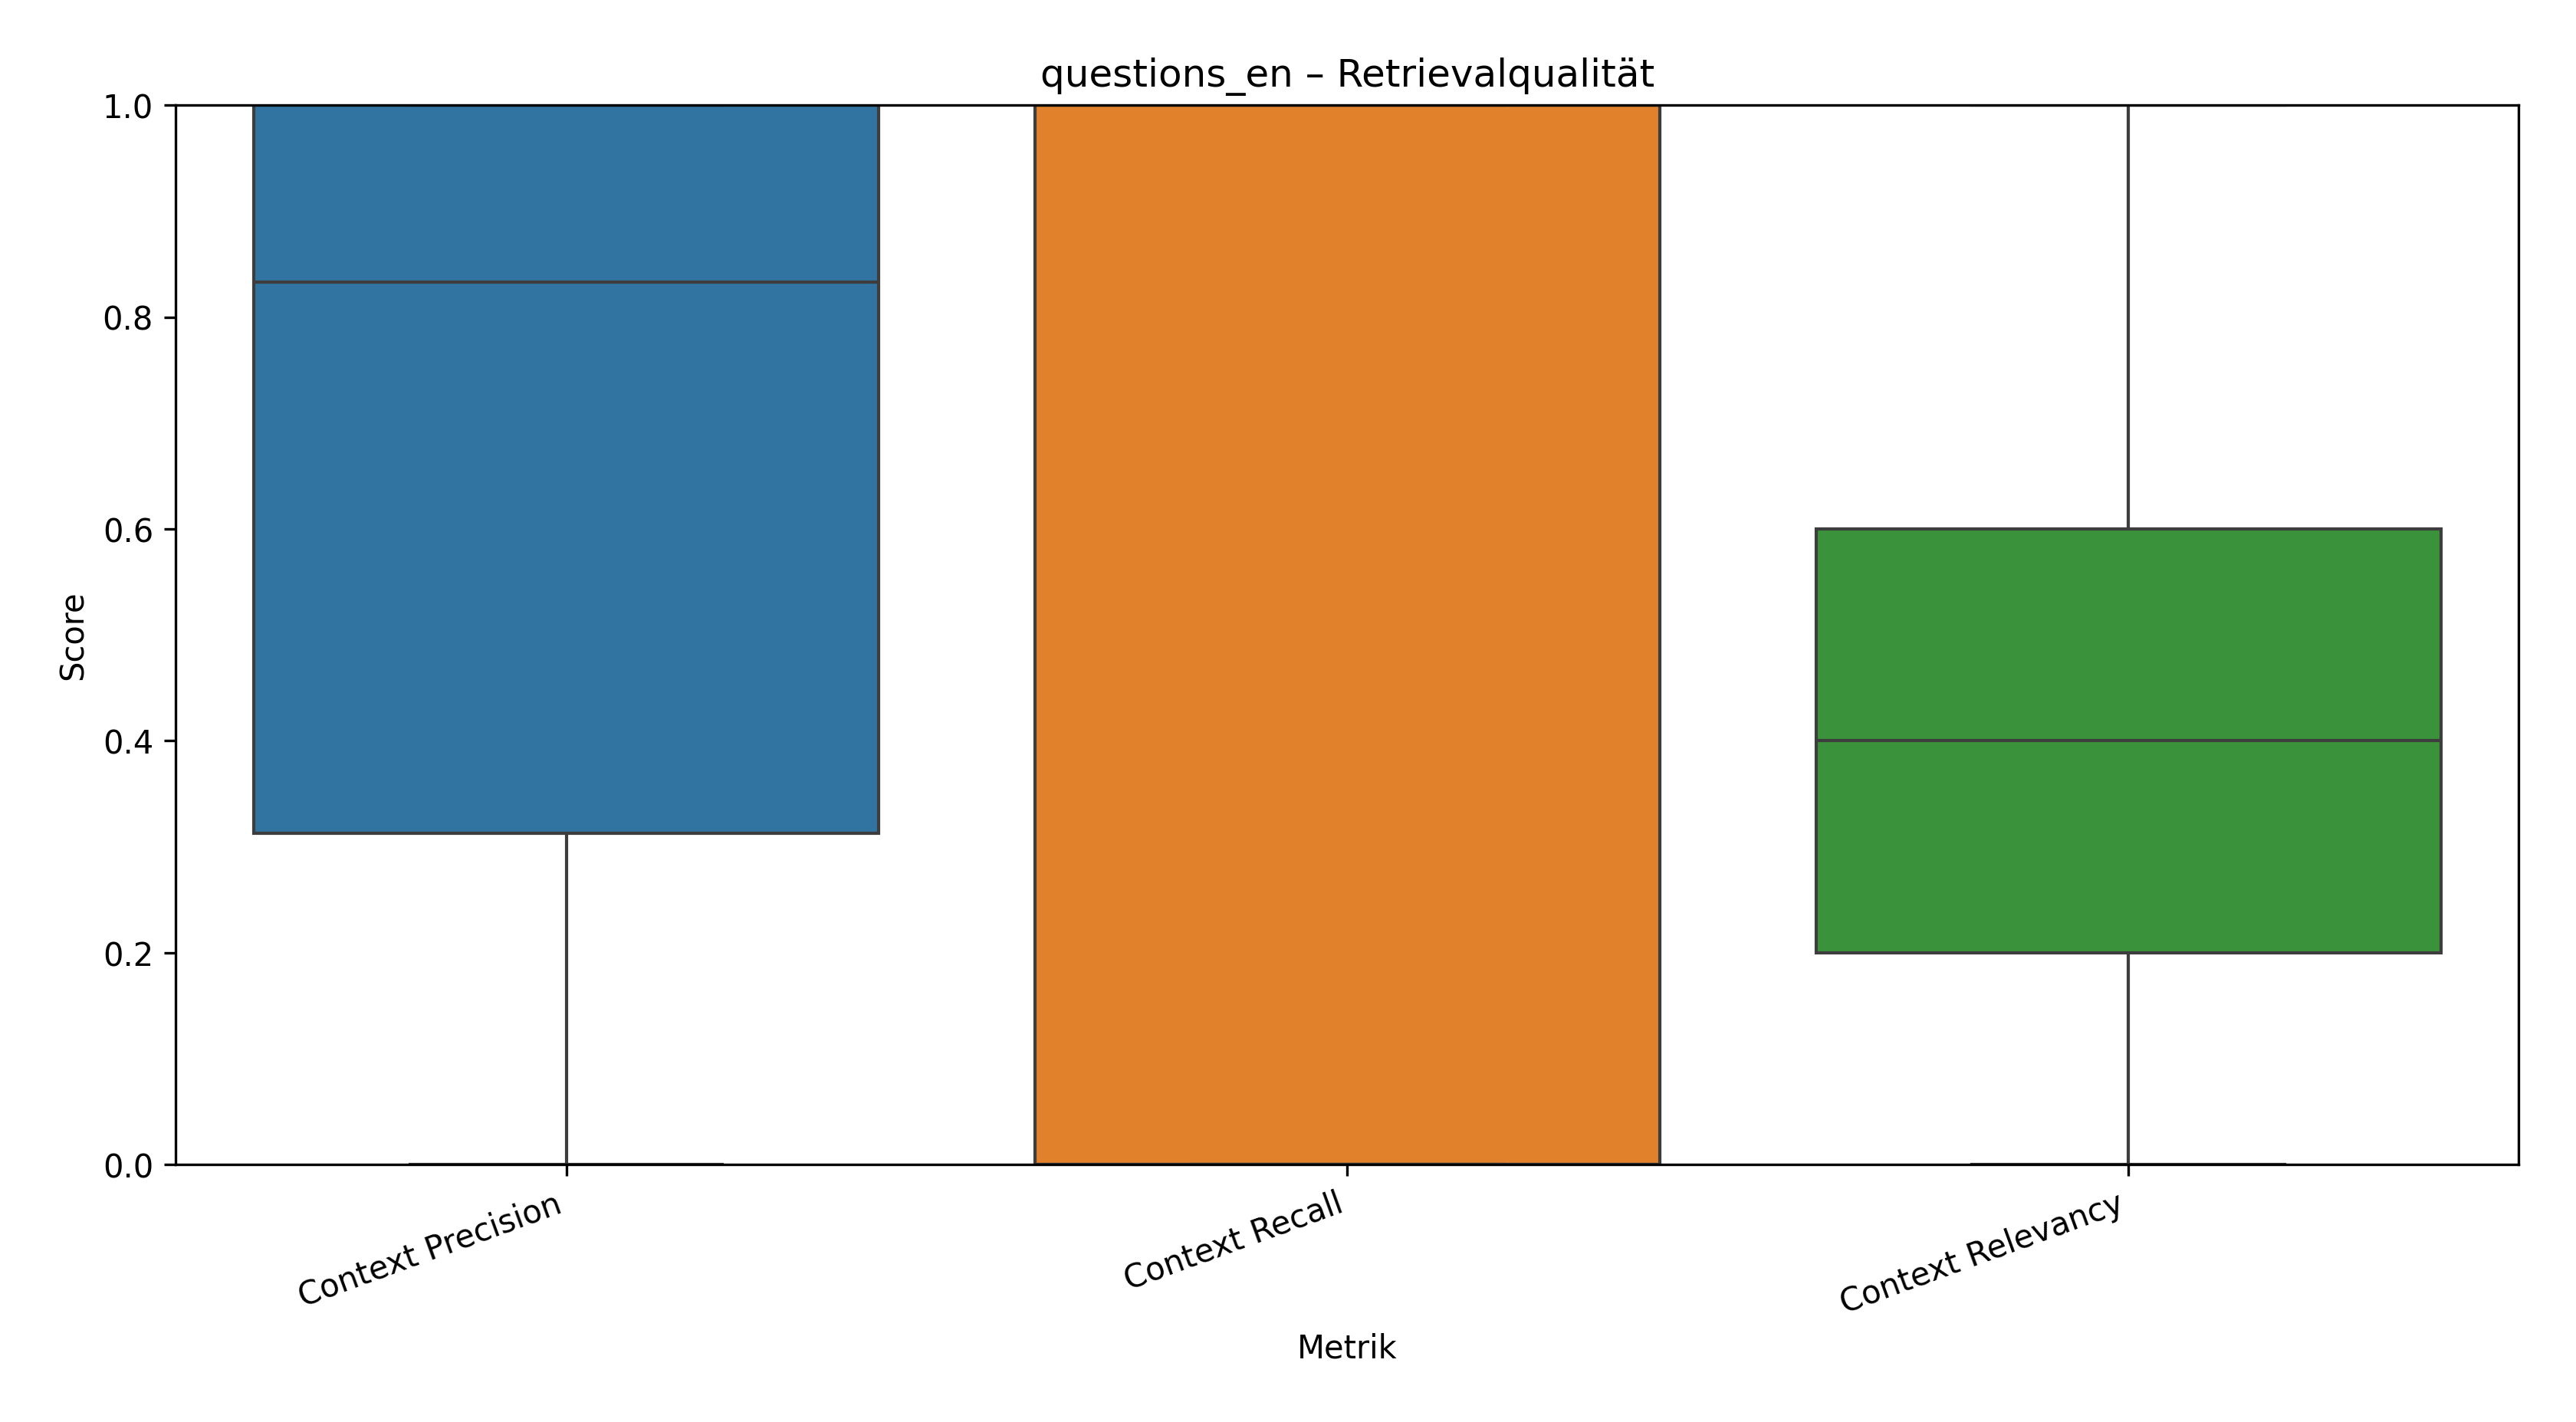 questions_en – Retrievalqualität
1.0
0.8
0.6
0.4
0.2
0.0
Score
Context Precision
Context Recall
Context Relevancy
Metrik